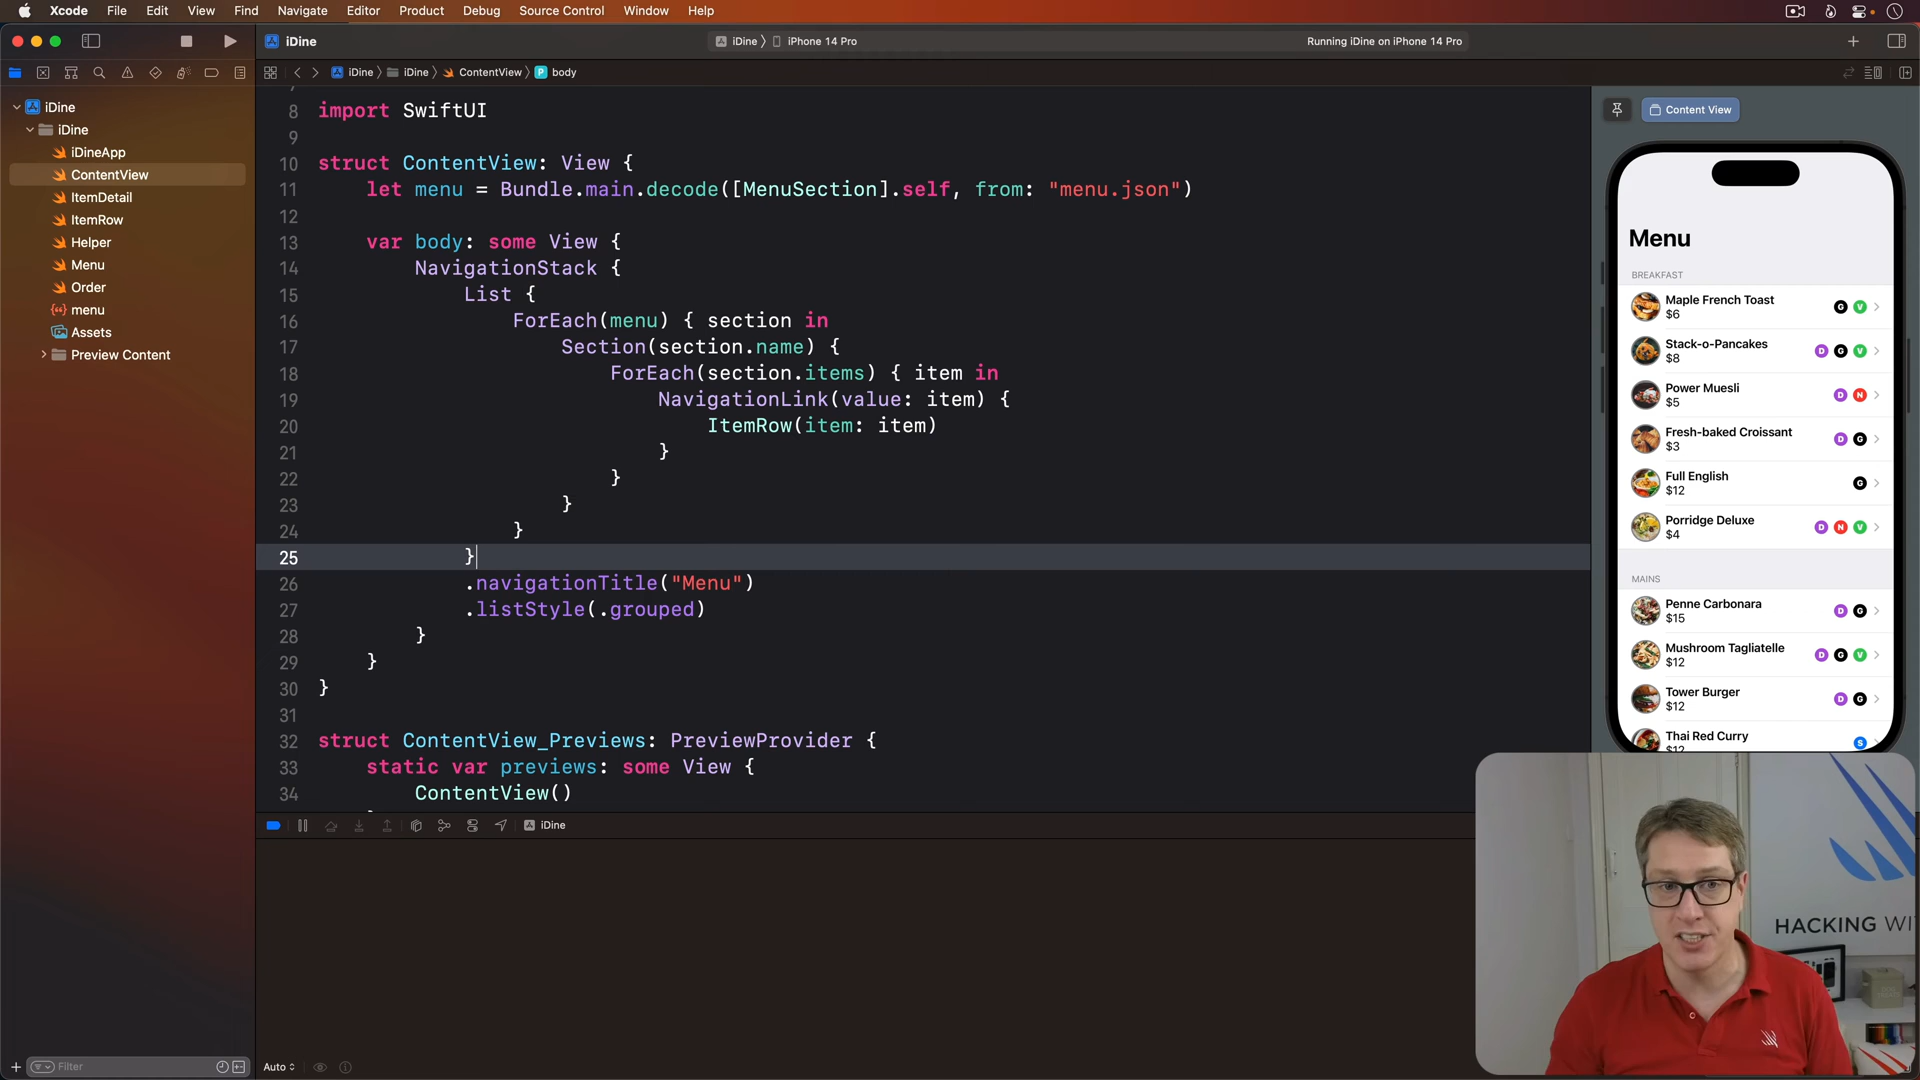 Xcode File Edit View Find Navigate Editor Product Debug Source Control Window Help
iDine
iDine 〉 iPhone 14 Pro
Running iDine on iPhone 14 Pro
iDine 〉 iDine 〉 ContentView 〉 P body
iDine
iDine
iDineApp
ContentView
ItemDetail
ItemRow
Helper
Menu
Order
menu
Assets
Preview Content
Filter
8 import SwiftUI
9
10 struct ContentView: View {
11 let menu = Bundle.main.decode([MenuSection].self, from: "menu.json")
12
13 var body: some View {
14 NavigationStack {
15 List {
16 ForEach(menu) { section in
17 Section(section.name) {
18 ForEach(section.items) { item in
19 NavigationLink(value: item) {
20 ItemRow(item: item)
21 }
22 }
23 }
24 }
25 }
26 .navigationTitle("Menu")
27 .listStyle(.grouped)
28 }
29 }
30 }
31
32 struct ContentView_Previews: PreviewProvider {
33 static var previews: some View {
34 ContentView()
iDine
Auto
Content View
Menu
BREAKFAST
Maple French Toast
$6
G V
Stack-o-Pancakes
$8
D G V
Power Muesli
$5
D N
Fresh-baked Croissant
$3
D G
Full English
$12
G
Porridge Deluxe
$4
D N V
MAINS
Penne Carbonara
$15
D G
Mushroom Tagliatelle
$12
D G V
Tower Burger
$12
D G
Thai Red Curry
$12
S
HACKING WI